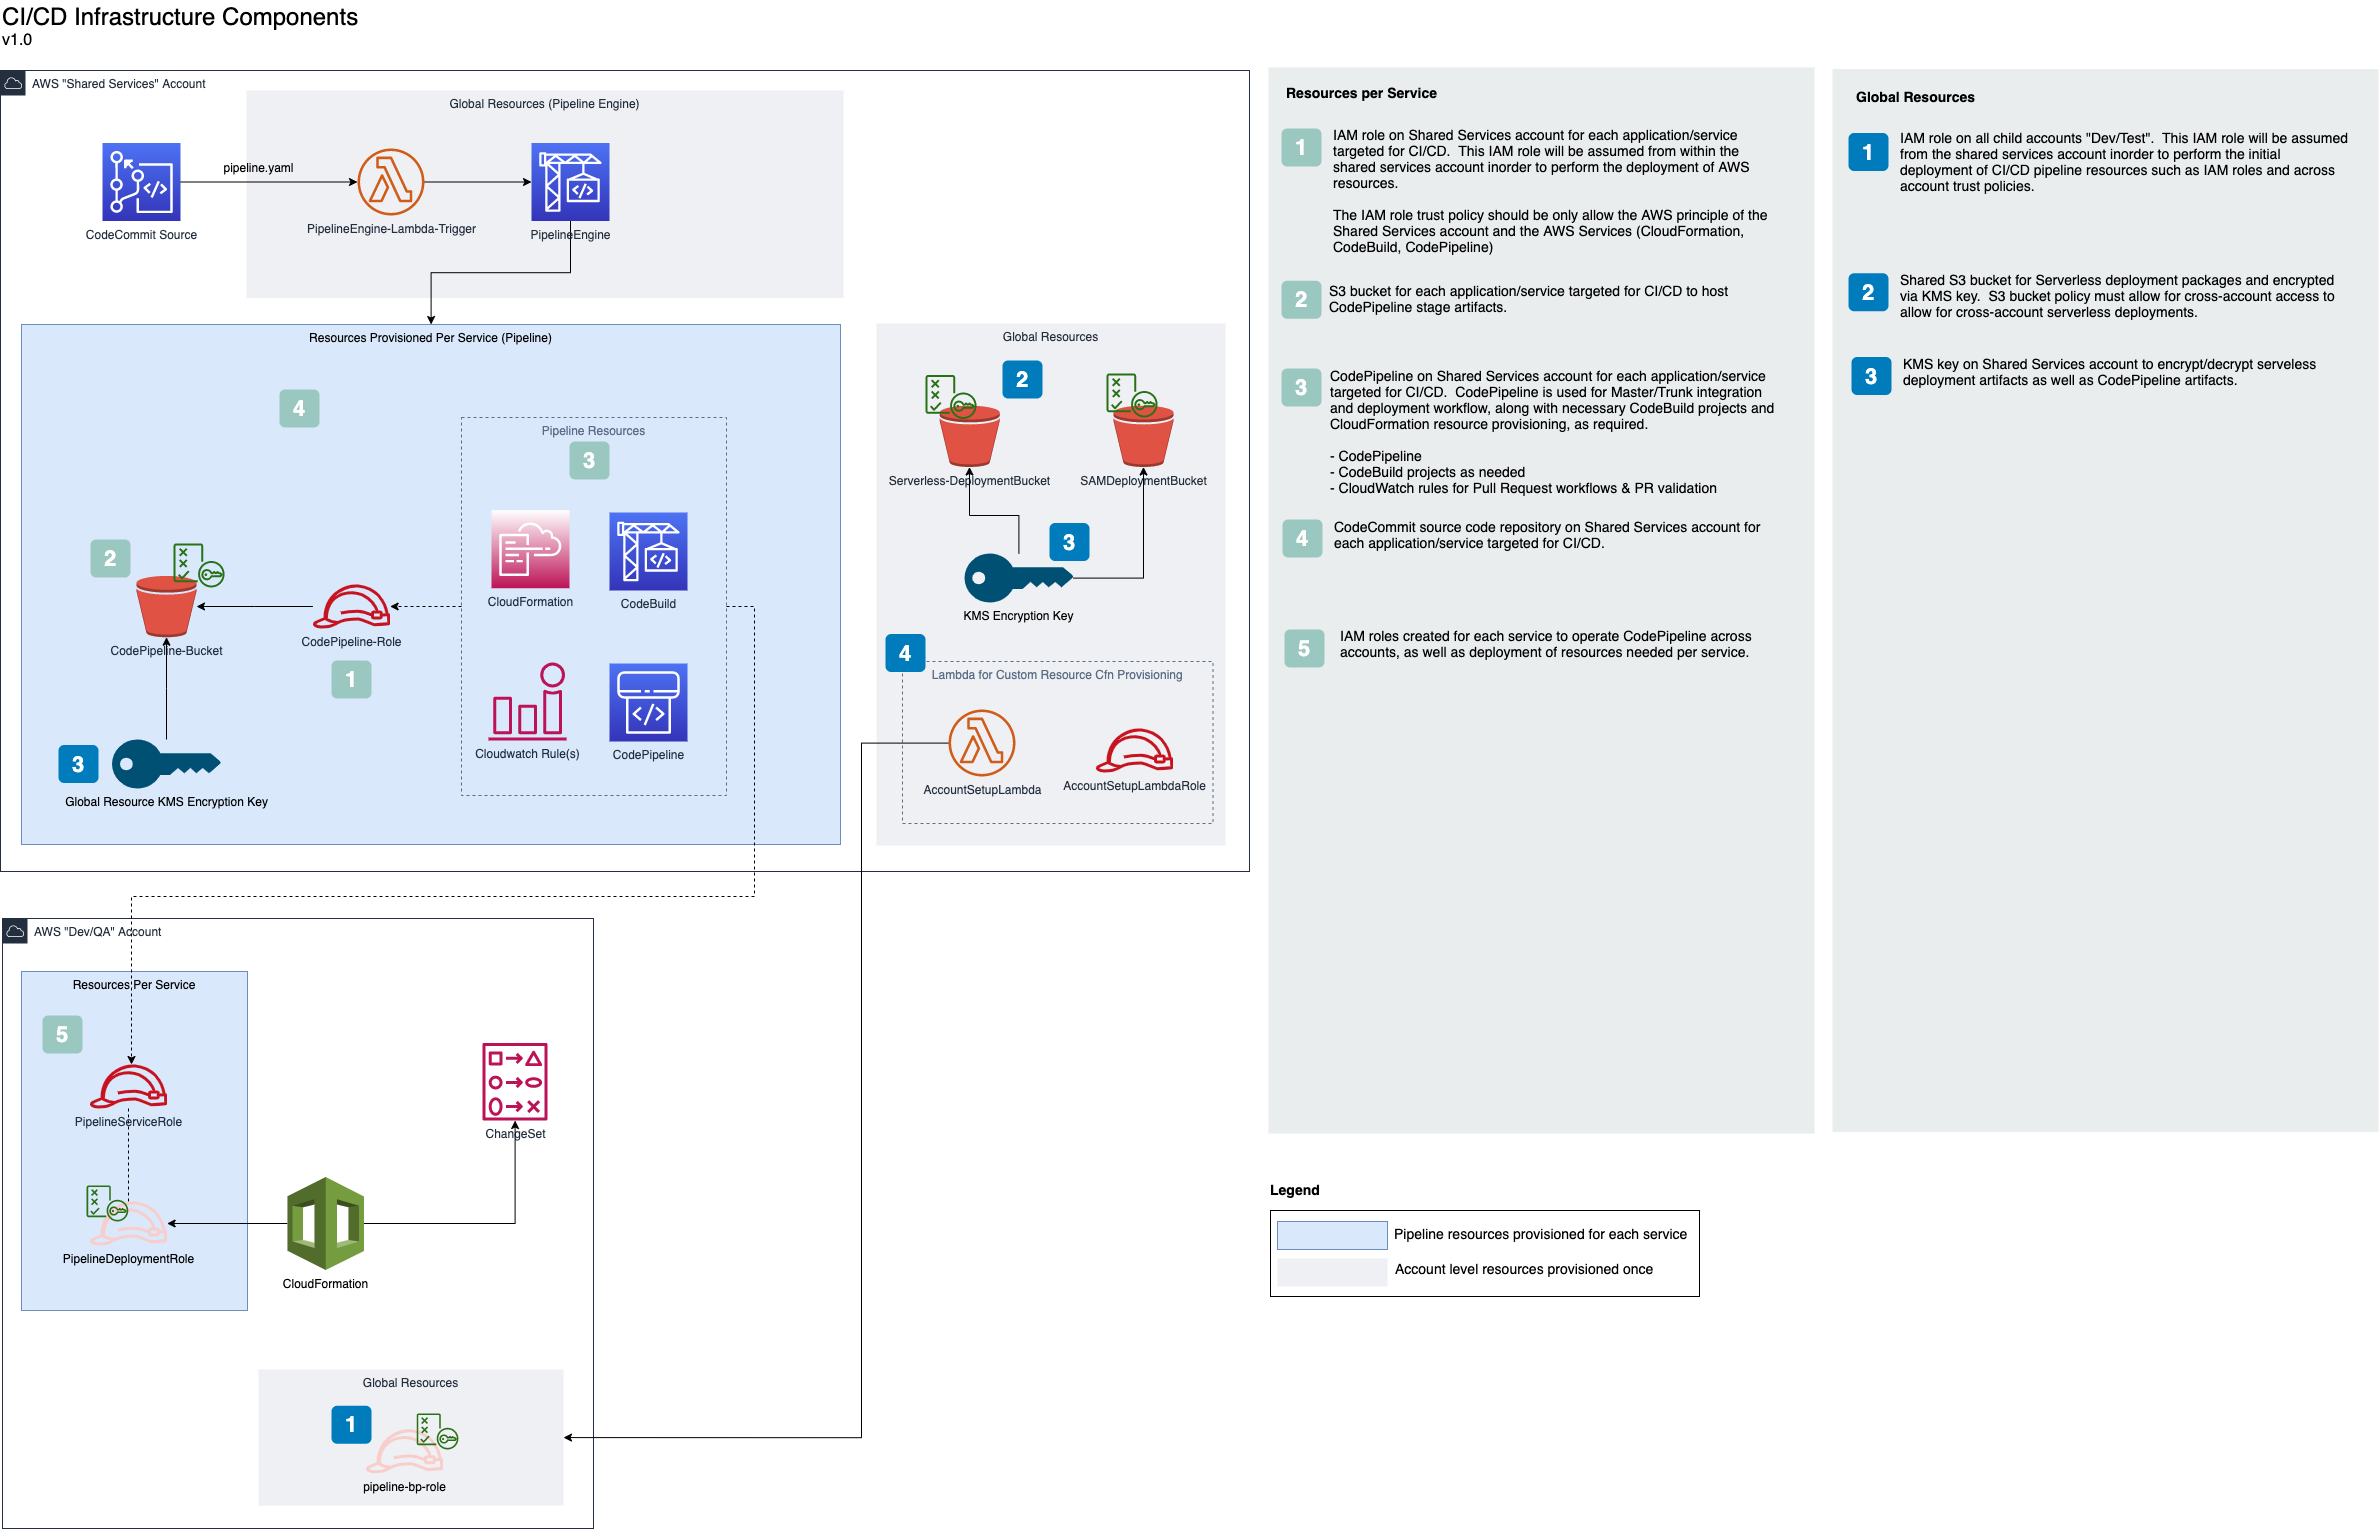 CI/CD Infrastructure Components
v1.0
AWS "Shared Services" Account
Global Resources (Pipeline Engine)
pipeline.yaml
CodeCommit Source
PipelineEngine-Lambda-Trigger
PipelineEngine
Resources Provisioned Per Service (Pipeline)
4
Pipeline Resources
3
2
CloudFormation
CodeBuild
CodePipeline-Role
CodePipeline-Bucket
1
Cloudwatch Rule(s)
CodePipeline
3
Global Resource KMS Encryption Key
Global Resources
2
Serverless-DeploymentBucket
SAMDeploymentBucket
3
KMS Encryption Key
4
Lambda for Custom Resource Cfn Provisioning
AccountSetupLambda
AccountSetupLambdaRole
AWS "Dev/QA" Account
Resources Per Service
5
PipelineServiceRole
ChangeSet
PipelineDeploymentRole
CloudFormation
Global Resources
1
pipeline-bp-role
Resources per Service
1
IAM role on Shared Services account for each application/service
targeted for CI/CD. This IAM role will be assumed from within the
shared services account inorder to perform the deployment of AWS
resources.
The IAM role trust policy should be only allow the AWS principle of the
Shared Services account and the AWS Services (CloudFormation,
CodeBuild, CodePipeline)
2
S3 bucket for each application/service targeted for CI/CD to host
CodePipeline stage artifacts.
3
CodePipeline on Shared Services account for each application/service
targeted for CI/CD. CodePipeline is used for Master/Trunk integration
and deployment workflow, along with necessary CodeBuild projects and
CloudFormation resource provisioning, as required.
- CodePipeline
- CodeBuild projects as needed
- CloudWatch rules for Pull Request workflows & PR validation
4
CodeCommit source code repository on Shared Services account for
each application/service targeted for CI/CD.
5
IAM roles created for each service to operate CodePipeline across
accounts, as well as deployment of resources needed per service.
Global Resources
1
IAM role on all child accounts "Dev/Test". This IAM role will be assumed
from the shared services account inorder to perform the initial
deployment of CI/CD pipeline resources such as IAM roles and across
account trust policies.
2
Shared S3 bucket for Serverless deployment packages and encrypted
via KMS key. S3 bucket policy must allow for cross-account access to
allow for cross-account serverless deployments.
3
KMS key on Shared Services account to encrypt/decrypt serveless
deployment artifacts as well as CodePipeline artifacts.
Legend
Pipeline resources provisioned for each service
Account level resources provisioned once